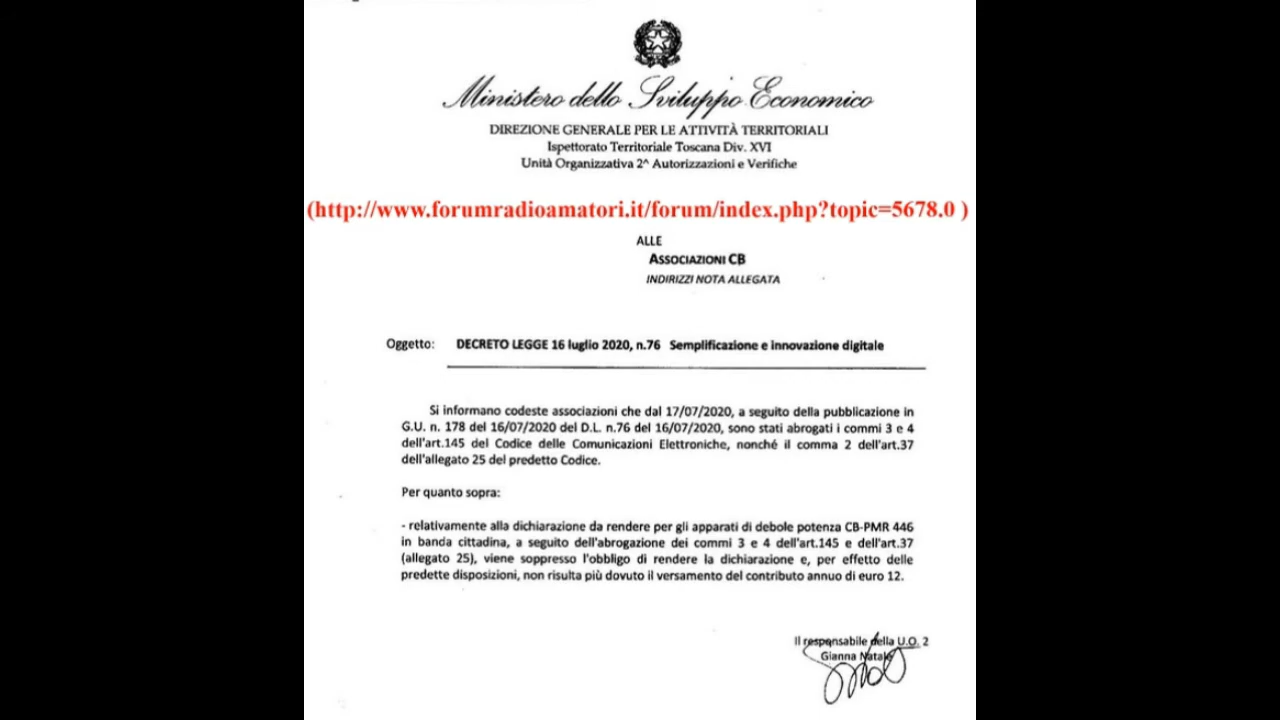 Ministero dello Sviluppo Economico
DIREZIONE GENERALE PER LE ATTIVITÀ TERRITORIALI
Ispettorato Territoriale Toscana Div. XVI
Unità Organizzativa 2^ Autorizzazioni e Verifiche
(http://www.forumradioamatori.it/forum/index.php?topic=5678.0 )
ALLE
ASSOCIAZIONI CB
INDIRIZZI NOTA ALLEGATA
Oggetto: DECRETO LEGGE 16 luglio 2020, n.76 Semplificazione e innovazione digitale
Si informano codeste associazioni che dal 17/07/2020, a seguito della pubblicazione in
G.U. n. 178 del 16/07/2020 del D.L. n.76 del 16/07/2020, sono stati abrogati i commi 3 e 4
dell'art.145 del Codice delle Comunicazioni Elettroniche, nonché il comma 2 dell'art.37
dell'allegato 25 del predetto Codice.
Per quanto sopra:
- relativamente alla dichiarazione da rendere per gli apparati di debole potenza CB-PMR 446
in banda cittadina, a seguito dell'abrogazione dei commi 3 e 4 dell'art.145 e dell'art.37
(allegato 25), viene soppresso l'obbligo di rendere la dichiarazione e, per effetto delle
predette disposizioni, non risulta più dovuto il versamento del contributo annuo di euro 12.
Il responsabile della U.O. 2
Gianna Natale